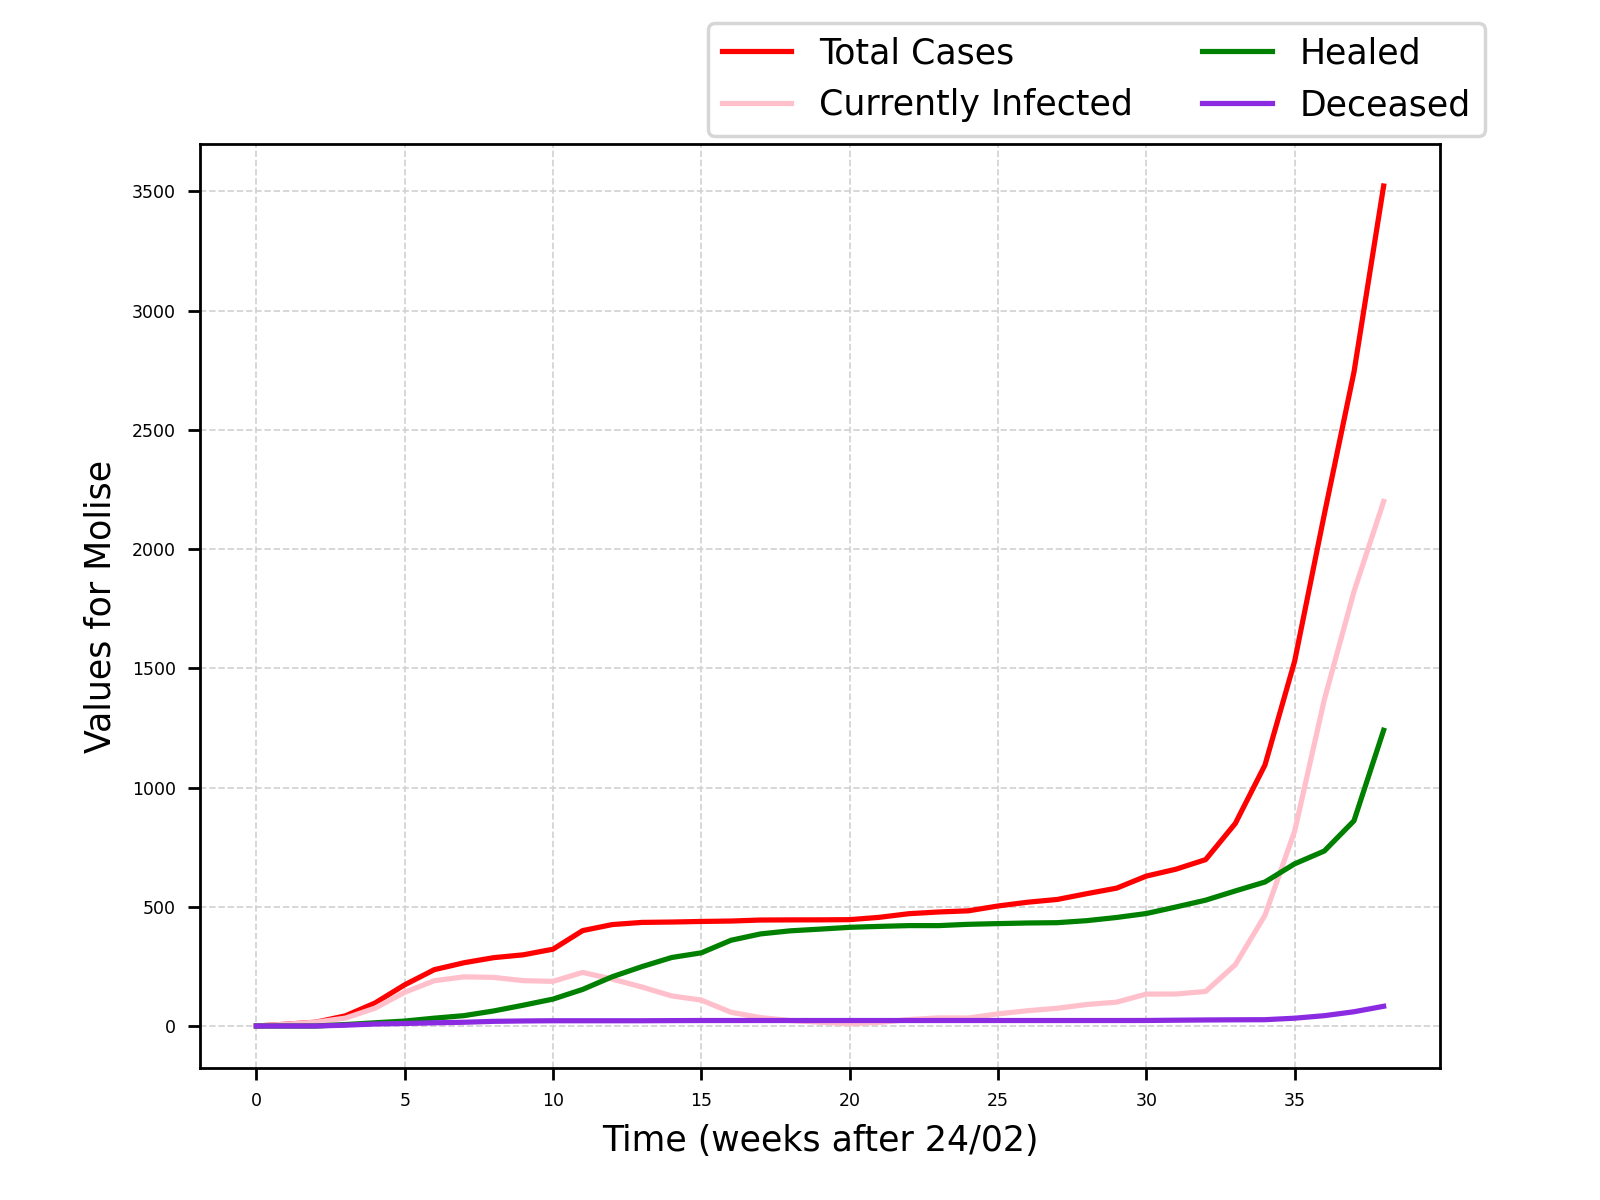 Total Cases
Currently Infected
Healed
Deceased
3500
3000
2500
2000
1500
1000
500
0
Values for Molise
0 5 10 15 20 25 30 35
Time (weeks after 24/02)